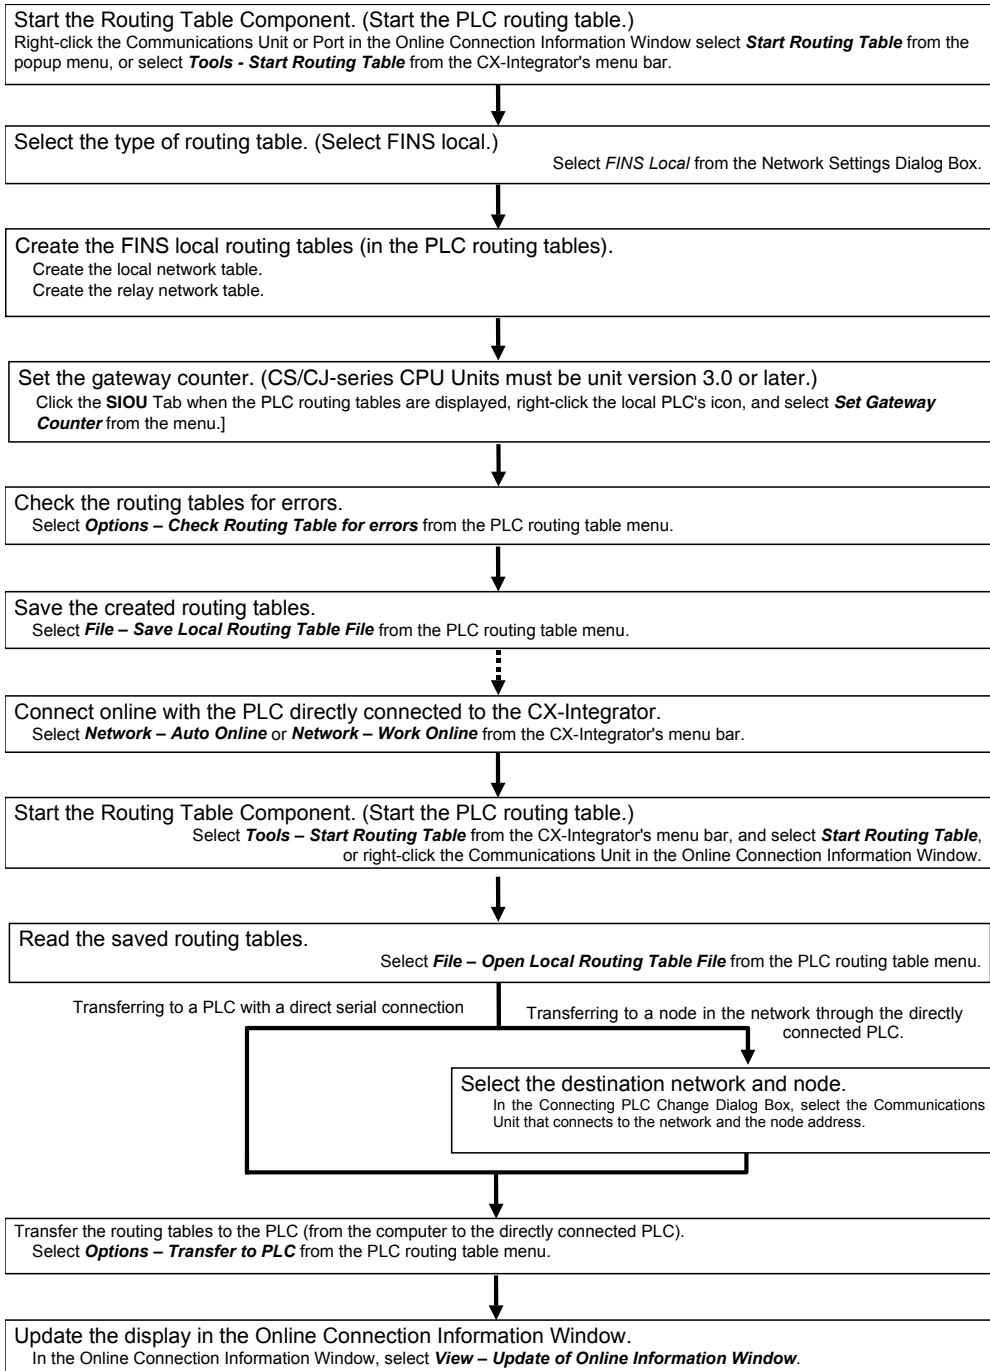 Start the Routing Table Component. (Start the PLC routing table.)
Right-click the Communications Unit or Port in the Online Connection Information Window select Start Routing Table from the
popup menu, or select Tools - Start Routing Table from the CX-Integrator's menu bar.
Select the type of routing table. (Select FINS local.)
Select FINS Local from the Network Settings Dialog Box.
Create the FINS local routing tables (in the PLC routing tables).
Create the local network table.
Create the relay network table.
Set the gateway counter. (CS/CJ-series CPU Units must be unit version 3.0 or later.)
Click the SIOU Tab when the PLC routing tables are displayed, right-click the local PLC's icon, and select Set Gateway
Counter from the menu.]
Check the routing tables for errors.
Select Options – Check Routing Table for errors from the PLC routing table menu.
Save the created routing tables.
Select File – Save Local Routing Table File from the PLC routing table menu.
Connect online with the PLC directly connected to the CX-Integrator.
Select Network – Auto Online or Network – Work Online from the CX-Integrator's menu bar.
Start the Routing Table Component. (Start the PLC routing table.)
Select Tools – Start Routing Table from the CX-Integrator's menu bar, and select Start Routing Table,
or right-click the Communications Unit in the Online Connection Information Window.
Read the saved routing tables.
Select File – Open Local Routing Table File from the PLC routing table menu.
Transferring to a PLC with a direct serial connection
Transferring to a node in the network through the directly
connected PLC.
Select the destination network and node.
In the Connecting PLC Change Dialog Box, select the Communications
Unit that connects to the network and the node address.
Transfer the routing tables to the PLC (from the computer to the directly connected PLC).
Select Options – Transfer to PLC from the PLC routing table menu.
Update the display in the Online Connection Information Window.
In the Online Connection Information Window, select View – Update of Online Information Window.